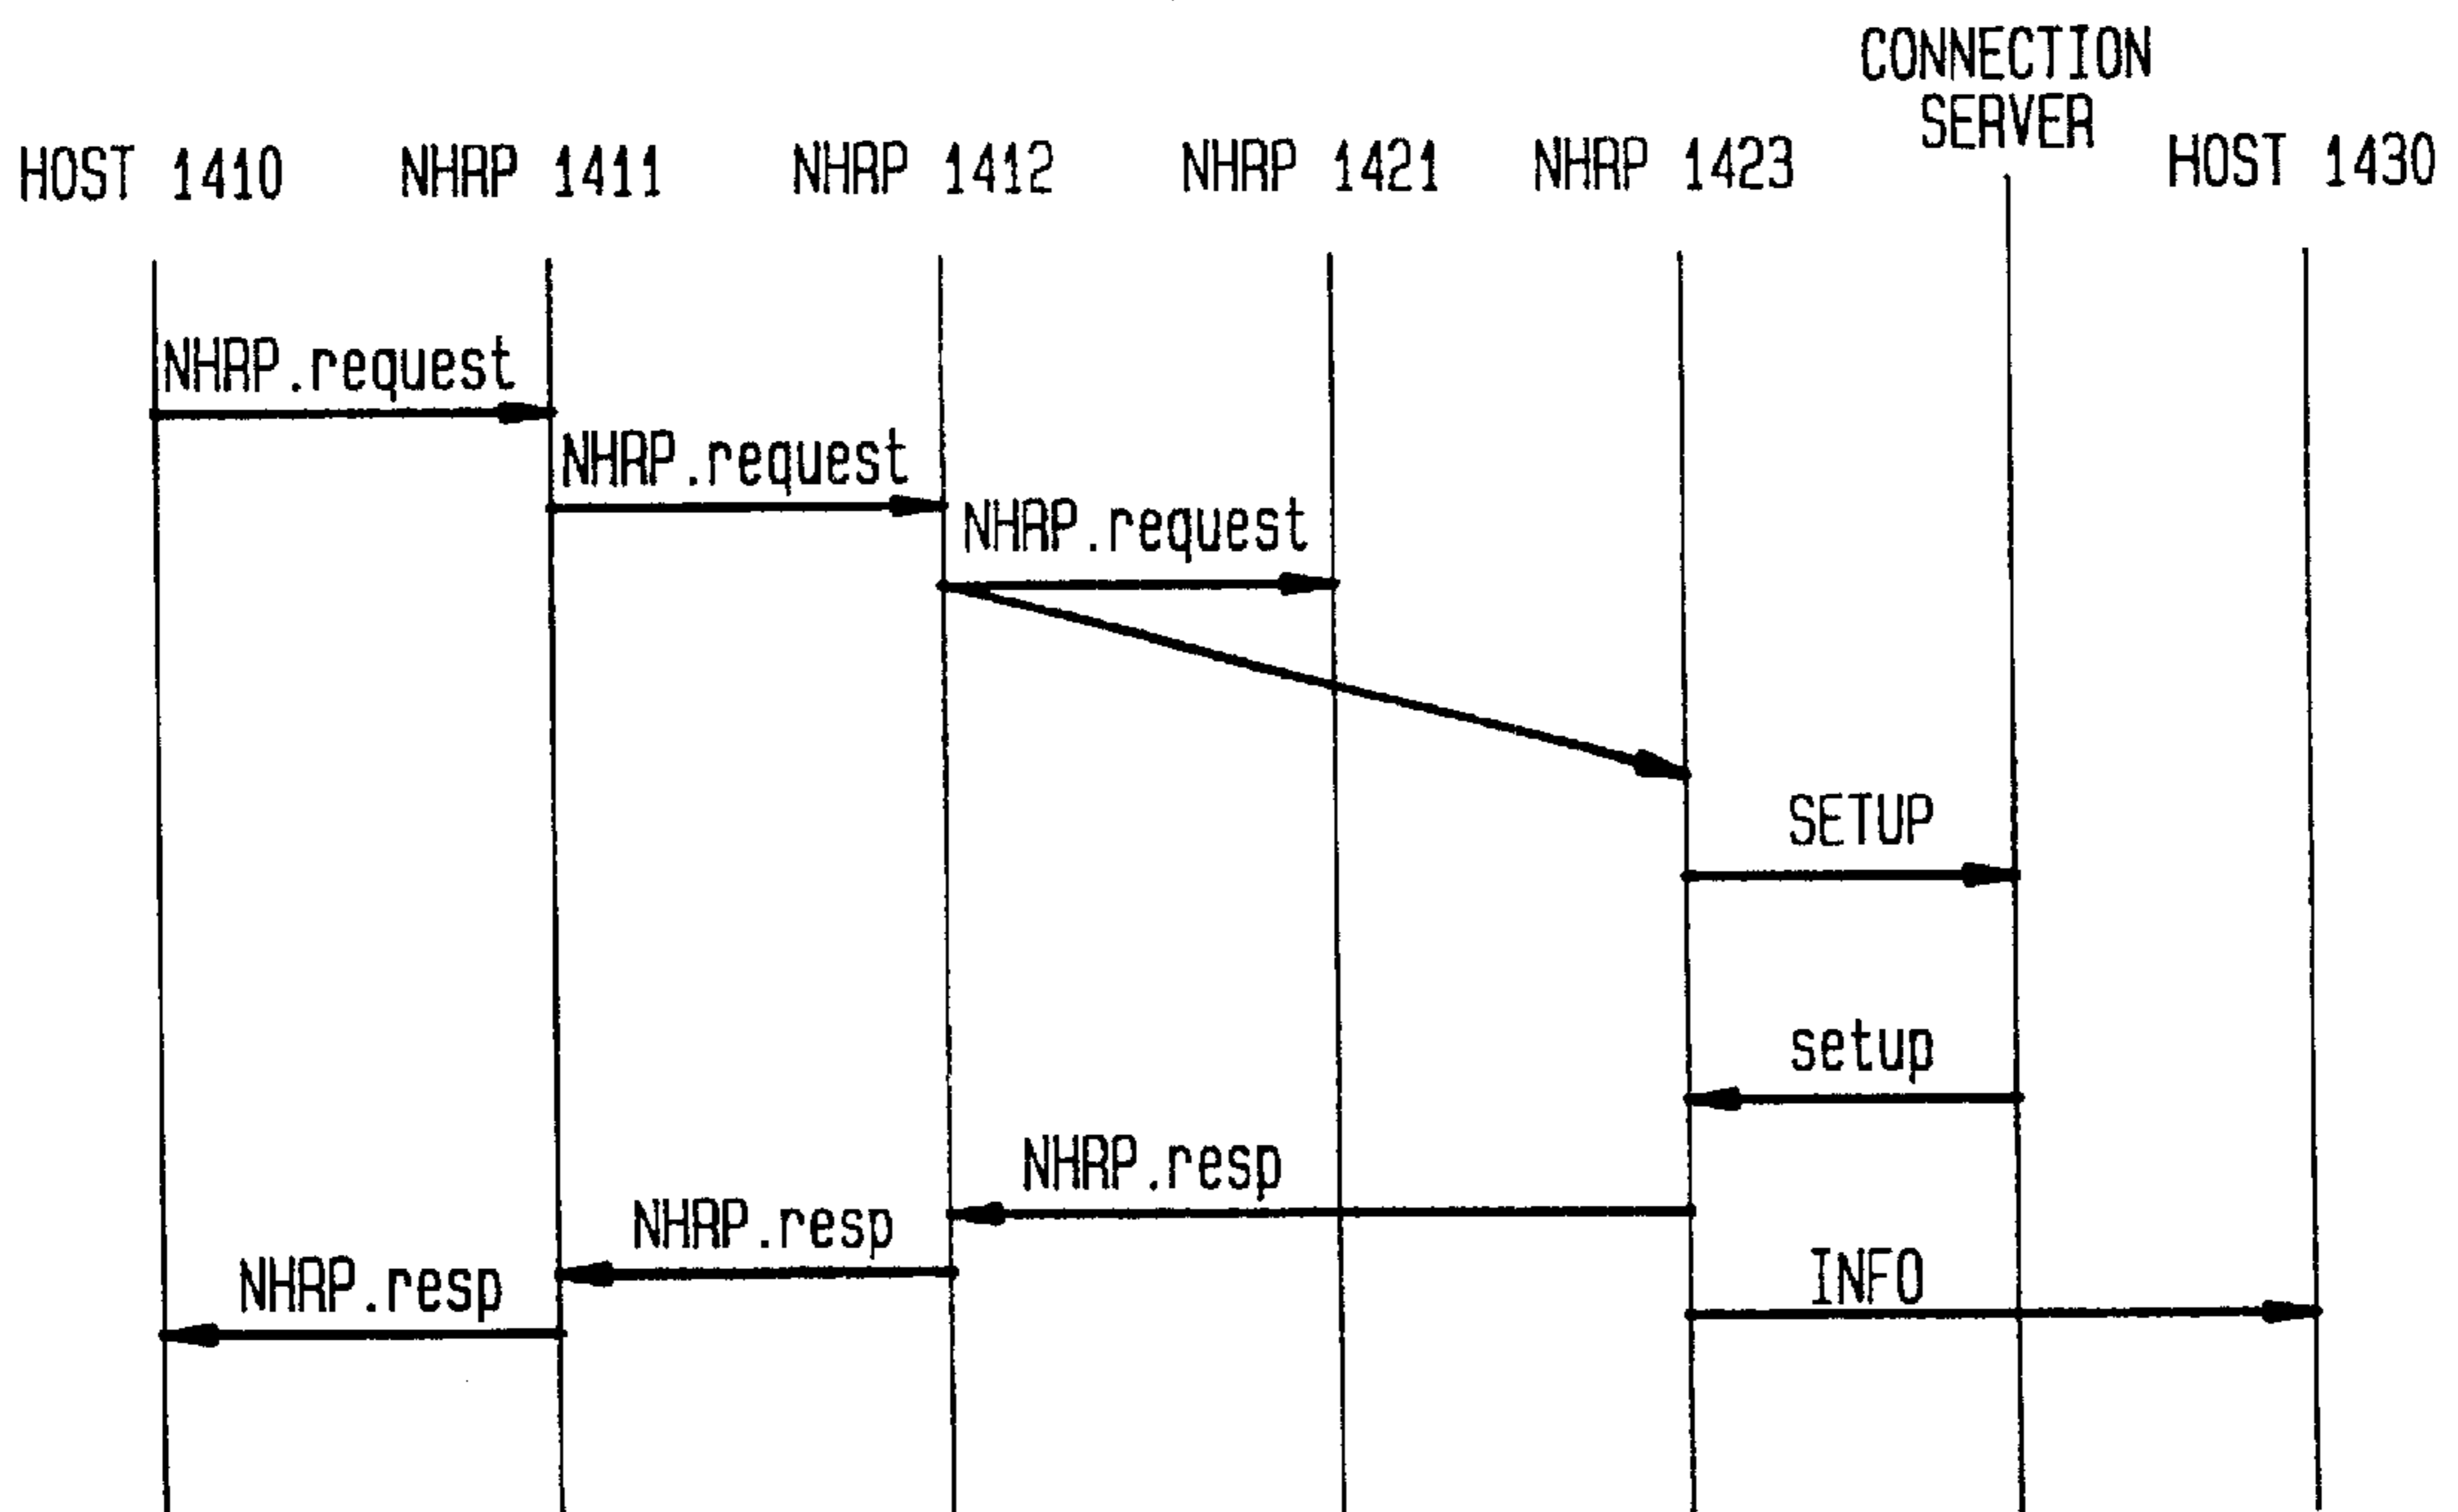 CONNECTION
SERVER
HOST 1410 NHRP 1411 NHRP 1412 NHRP 1421 NHRP 1423 HOST 1430
NHRP.request
NHRP.request
NHRP.request
SETUP
setup
NHRP.resp
NHRP.resp
NHRP.resp
INFO